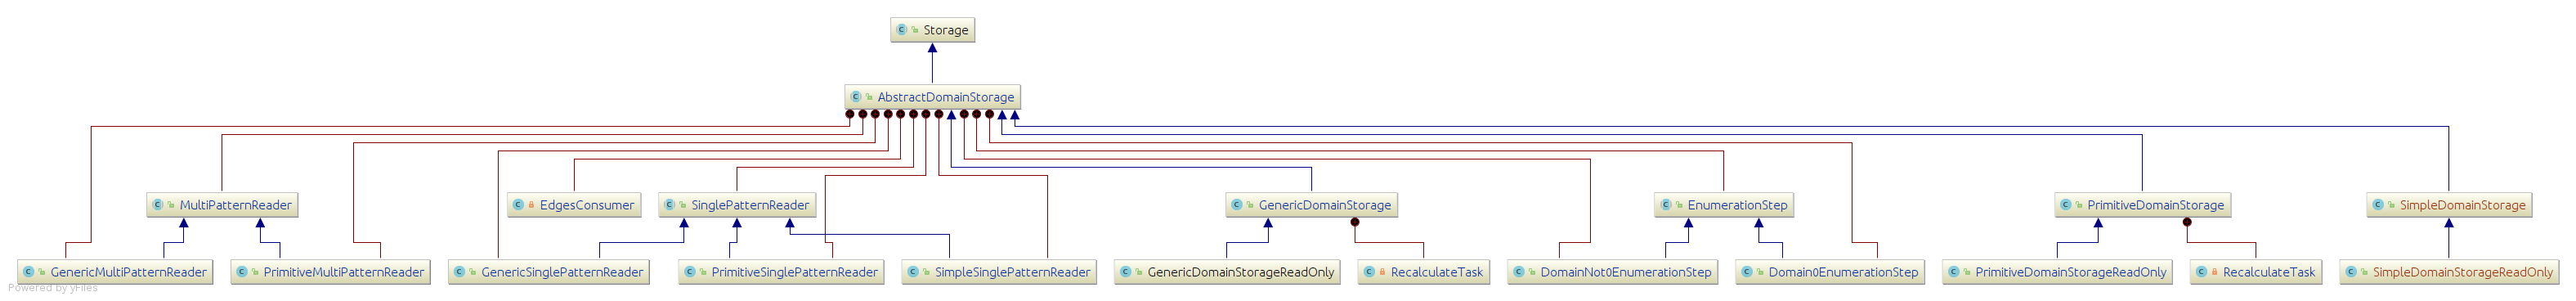 Storage
AbstractDomainStorage
MultiPatternReader
EdgesConsumer
SinglePatternReader
GenericDomainStorage
EnumerationStep
PrimitiveDomainStorage
SimpleDomainStorage
GenericMultiPatternReader
PrimitiveMultiPatternReader
GenericSinglePatternReader
PrimitiveSinglePatternReader
SimpleSinglePatternReader
GenericDomainStorageReadOnly
RecalculateTask
DomainNot0EnumerationStep
Domain0EnumerationStep
PrimitiveDomainStorageReadOnly
RecalculateTask
SimpleDomainStorageReadOnly
Powered by yFiles